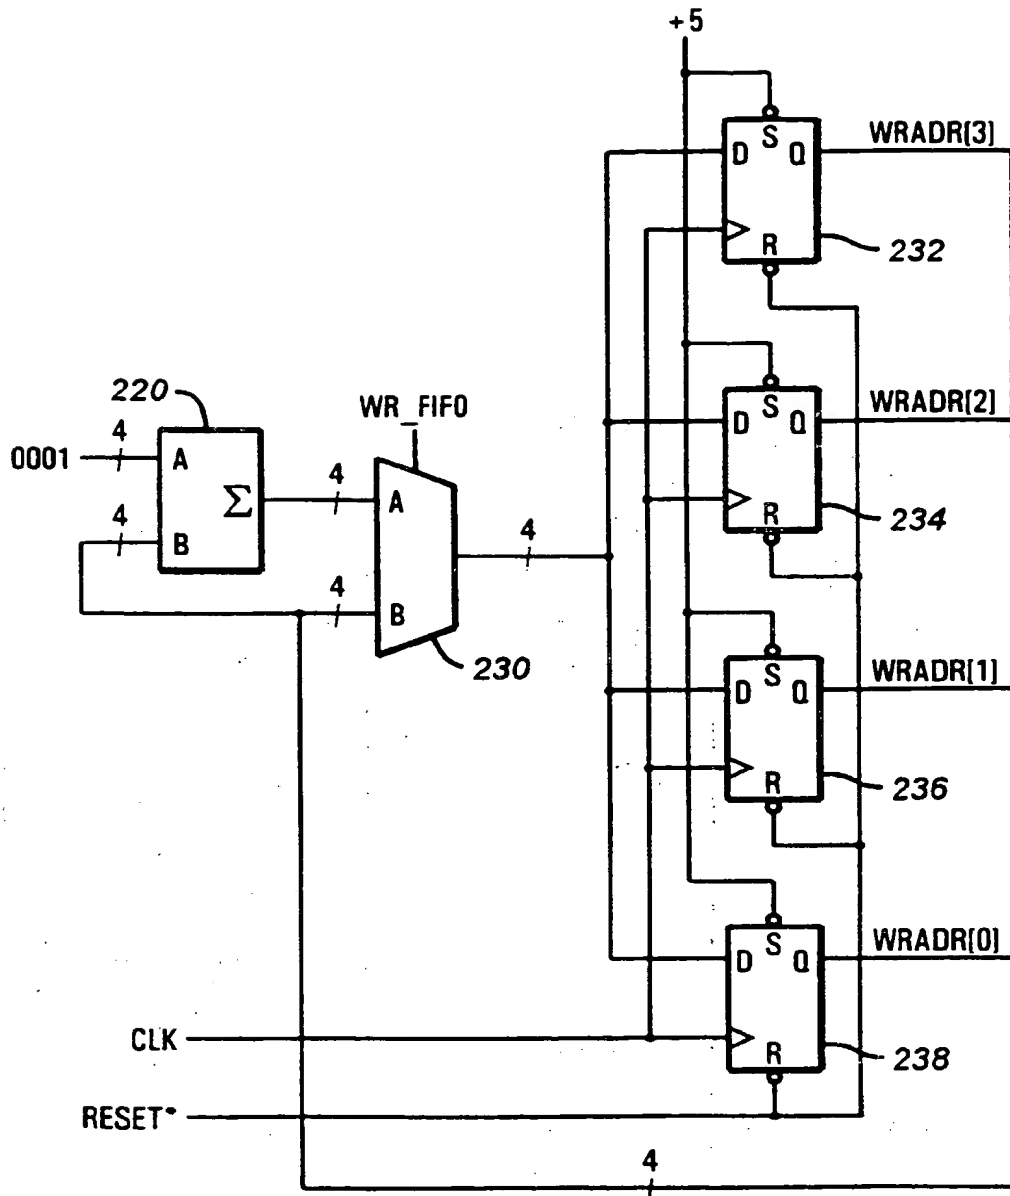 +5
S
D Q
WRADR[3]
R
232
S
D Q
WRADR[2]
R
234
220
4
0001
A
Σ
4
B
WR_FIFO
4
A
4
B
230
4
S
D Q
WRADR[1]
R
236
S
D Q
WRADR[0]
R
238
CLK
RESET*
4